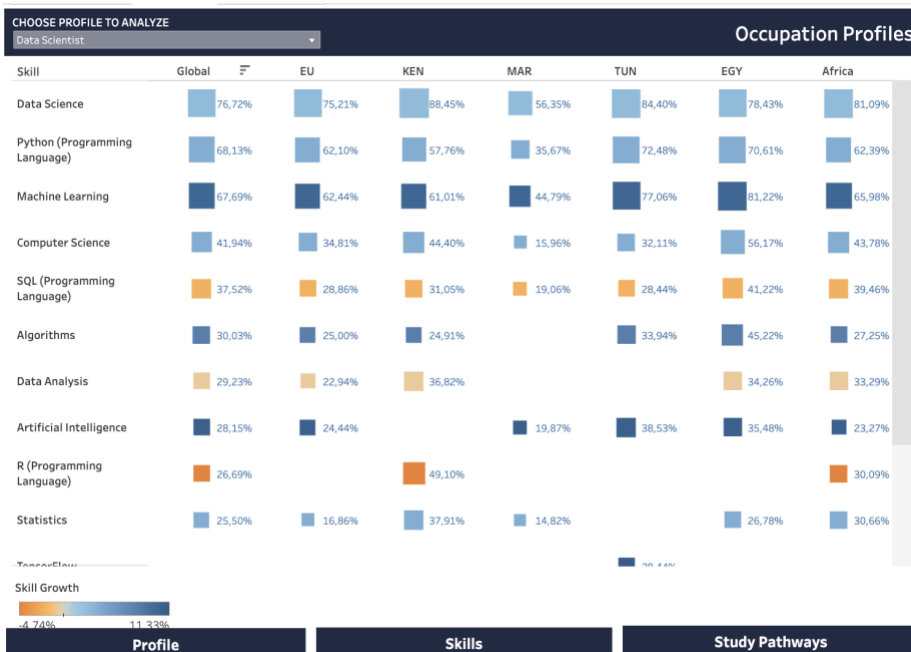 CHOOSE PROFILE TO ANALYZE
Data Scientist
Occupation Profiles
Skill Global EU KEN MAR TUN EGY Africa
Data Science 76,72% 75,21% 88,45% 56,35% 84,40% 78,43% 81,09%
Python (Programming
Language) 68,13% 62,10% 57,76% 35,67% 72,48% 70,61% 62,39%
Machine Learning 67,69% 62,44% 61,01% 44,79% 77,06% 81,22% 65,98%
Computer Science 41,94% 34,81% 44,40% 15,96% 32,11% 56,17% 43,78%
SQL (Programming
Language) 37,52% 28,86% 31,05% 19,06% 28,44% 41,22% 39,46%
Algorithms 30,03% 25,00% 24,91% 33,94% 45,22% 27,25%
Data Analysis 29,23% 22,94% 36,82% 34,26% 33,29%
Artificial Intelligence 28,15% 24,44% 19,87% 38,53% 35,48% 23,27%
R (Programming
Language) 26,69% 49,10% 30,09%
Statistics 25,50% 16,86% 37,91% 14,82% 26,78% 30,66%
TensorFlow
Skill Growth
-4.74% 11.33%
Profile Skills Study Pathways